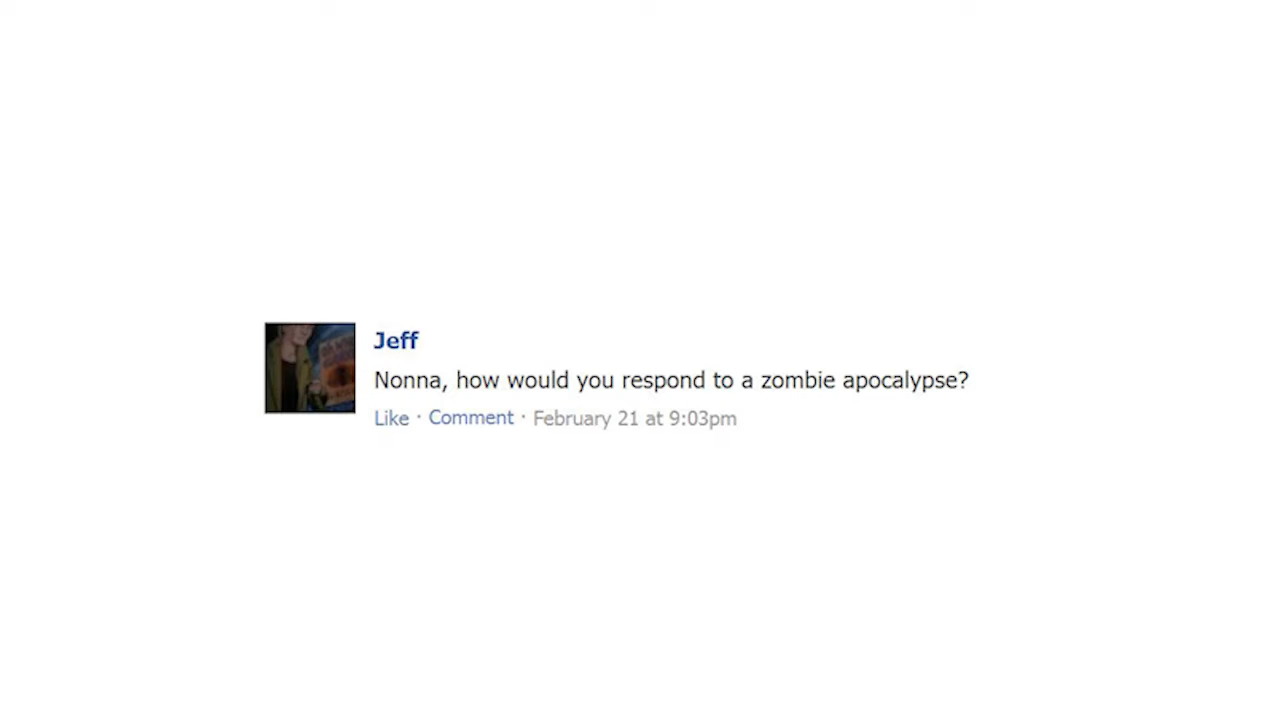 Jeff
Nonna, how would you respond to a zombie apocalypse?
Like · Comment · February 21 at 9:03pm